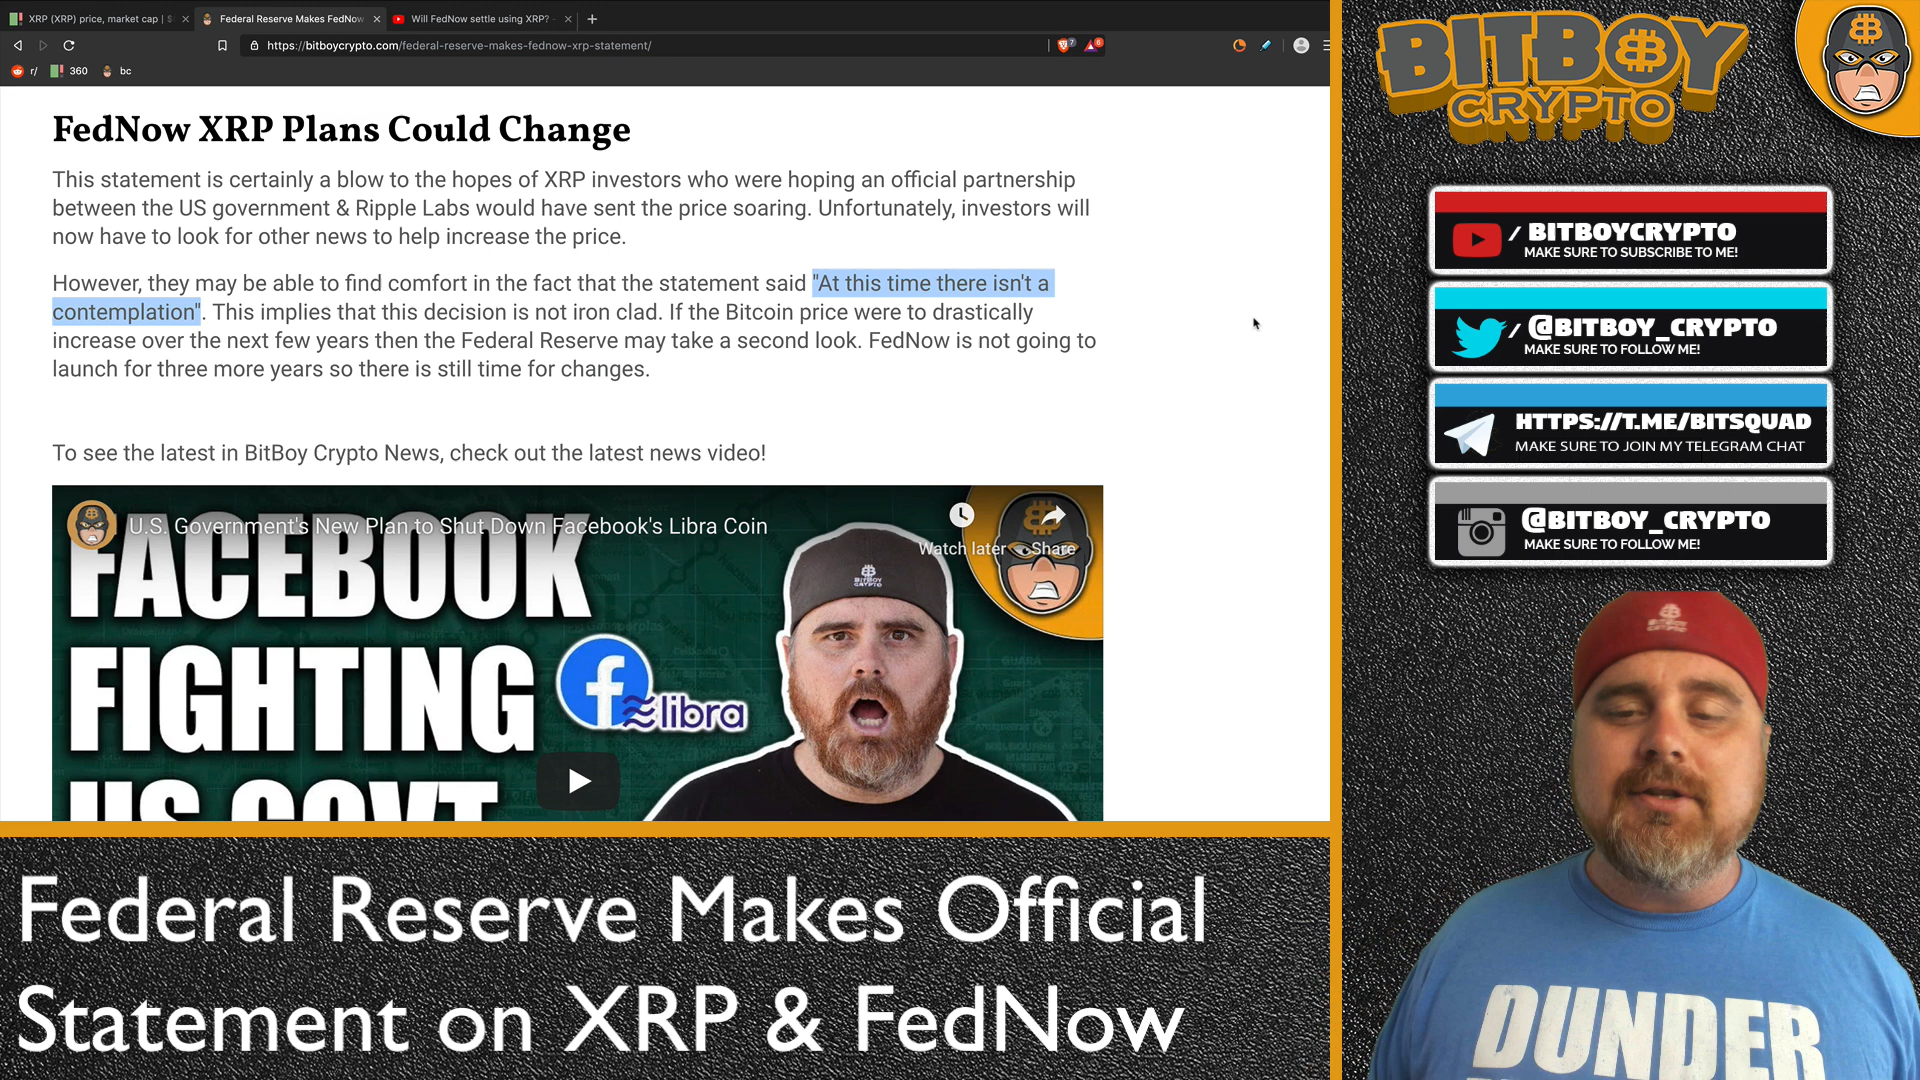 XRP (XRP) price, market cap | $
Federal Reserve Makes FedNow
Will FedNow settle using XRP? -
https://bitboycrypto.com/federal-reserve-makes-fednow-xrp-statement/
7
6
r/
360
bc
FedNow XRP Plans Could Change
This statement is certainly a blow to the hopes of XRP investors who were hoping an official partnership
between the US government & Ripple Labs would have sent the price soaring. Unfortunately, investors will
now have to look for other news to help increase the price.
However, they may be able to find comfort in the fact that the statement said "At this time there isn't a
contemplation". This implies that this decision is not iron clad. If the Bitcoin price were to drastically
increase over the next few years then the Federal Reserve may take a second look. FedNow is not going to
launch for three more years so there is still time for changes.
To see the latest in BitBoy Crypto News, check out the latest news video!
U.S. Government's New Plan to Shut Down Facebook's Libra Coin
Watch later
Share
FACEBOOK
FIGHTING
US GOVT
f
libra
BITBOY
CRYPTO
Federal Reserve Makes Official
Statement on XRP & FedNow
BITBOY
CRYPTO
/ BITBOYCRYPTO
MAKE SURE TO SUBSCRIBE TO ME!
/ @BITBOY_CRYPTO
MAKE SURE TO FOLLOW ME!
HTTPS://T.ME/BITSQUAD
MAKE SURE TO JOIN MY TELEGRAM CHAT
@BITBOY_CRYPTO
MAKE SURE TO FOLLOW ME!
BITBOY
CRYPTO
DUNDER